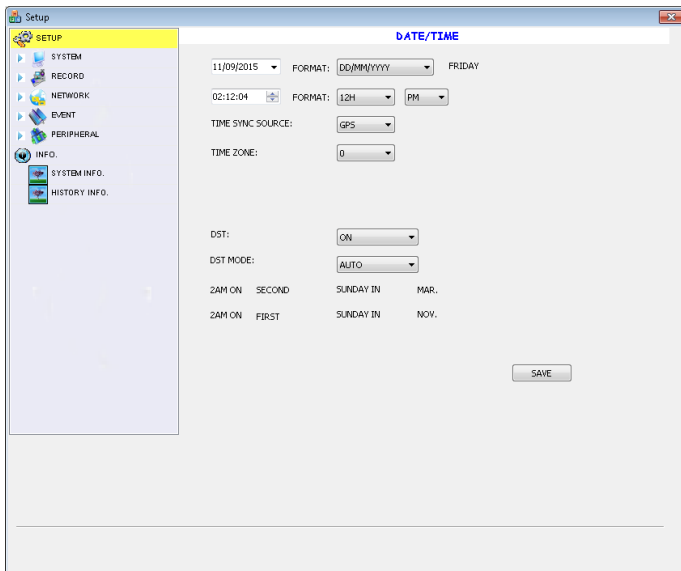 Setup
SETUP
SYSTEM
RECORD
NETWORK
EVENT
PERIPHERAL
INFO.
SYSTEM INFO.
HISTORY INFO.
DATE/TIME
11/09/2015 FORMAT: DD/MM/YYYY FRIDAY
02:12:04 FORMAT: 12H PM
TIME SYNC SOURCE: GPS
TIME ZONE: 0
DST: ON
DST MODE: AUTO
2AM ON SECOND SUNDAY IN MAR.
2AM ON FIRST SUNDAY IN NOV.
SAVE